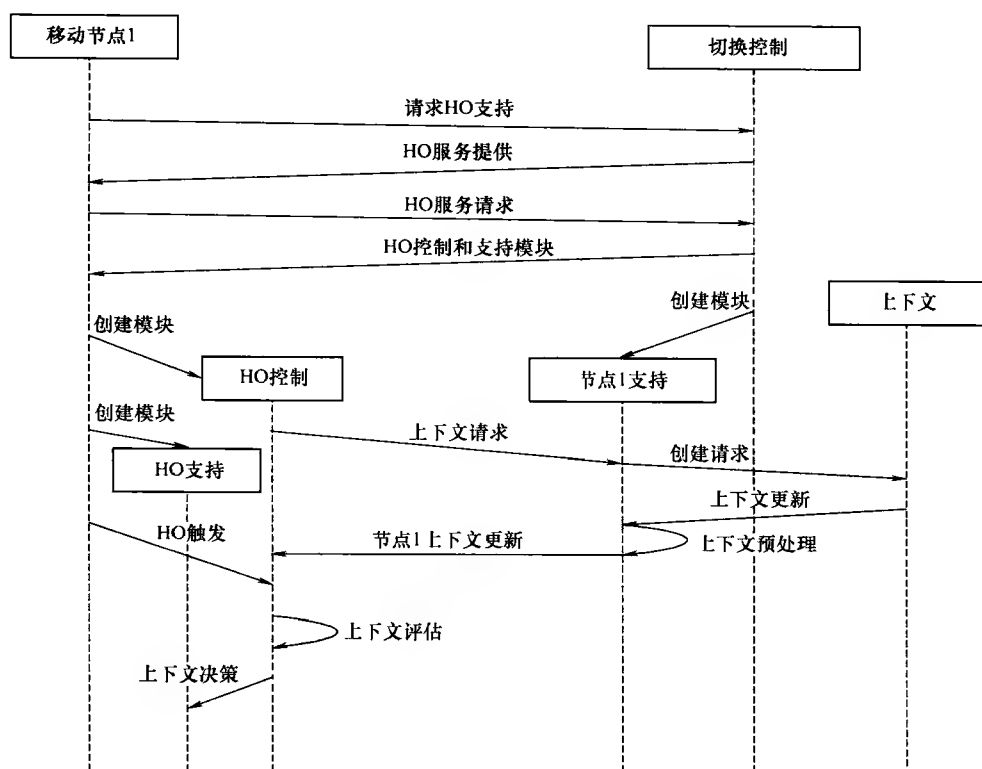 移动节点1
切换控制
请求HO支持
HO服务提供
HO服务请求
HO控制和支持模块
创建模块
上下文
创建模块
HO控制
节点1支持
创建模块
上下文请求
创建请求
HO支持
上下文更新
HO触发
节点1上下文更新
上下文预处理
上下文评估
上下文决策